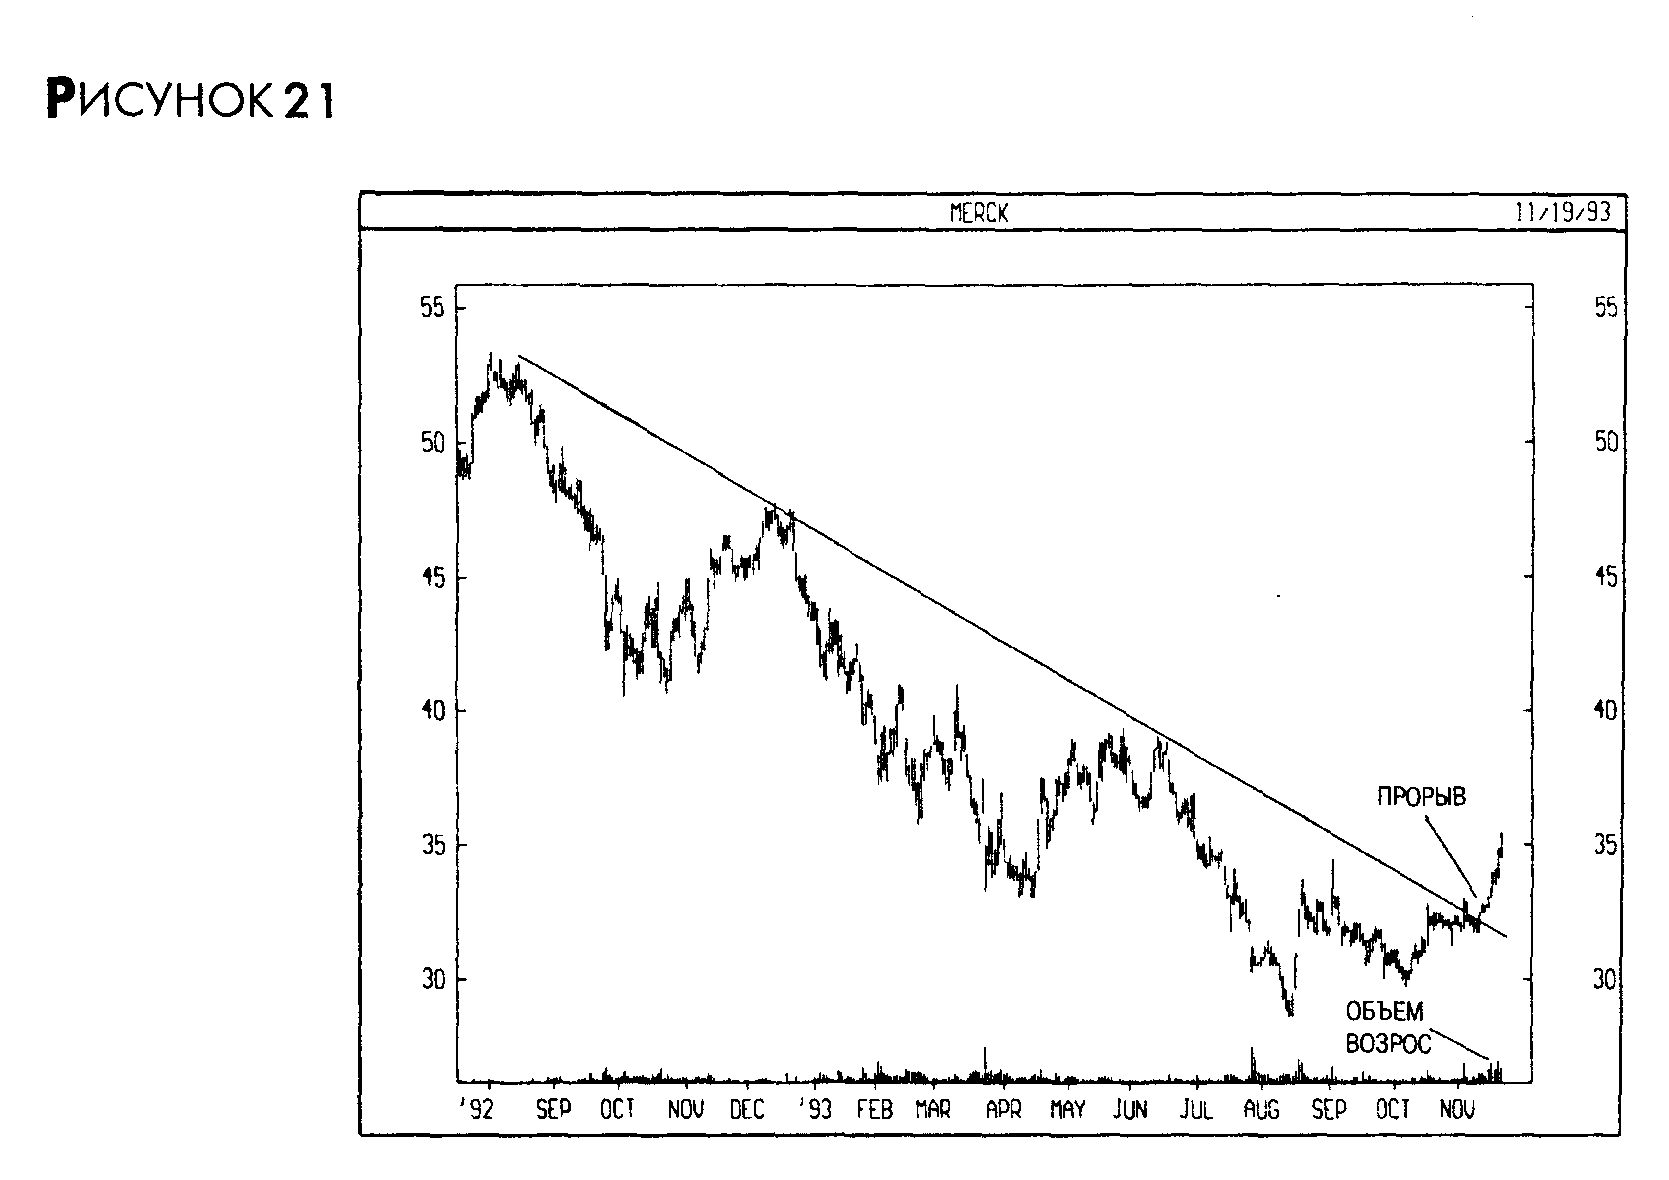 РИСУНОК 21
MERCK 11/19/93
55 55
50 50
45 45
40 40
ПРОРЫВ
35 35
30 30
ОБЪЕМ
ВОЗРОС
'92 SEP OCT NOV DEC '93 FEB MAR APR MAY JUN JUL AUG SEP OCT NOV